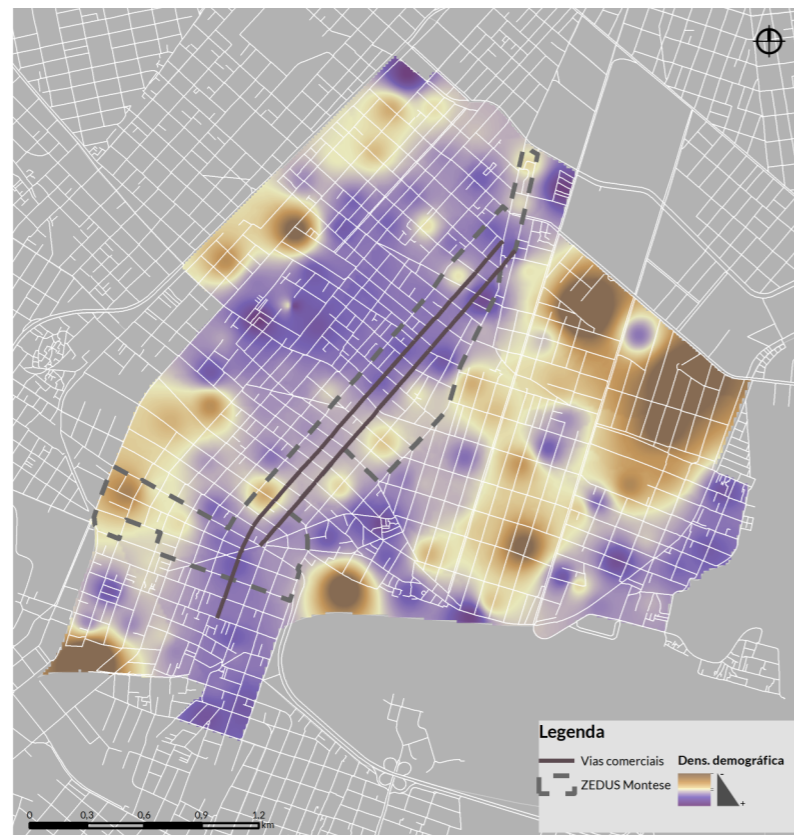 Legenda
Vias comerciais
ZEDUS Montese
Dens. demográfica
-
=
+
0 0,3 0,6 0,9 1,2
km